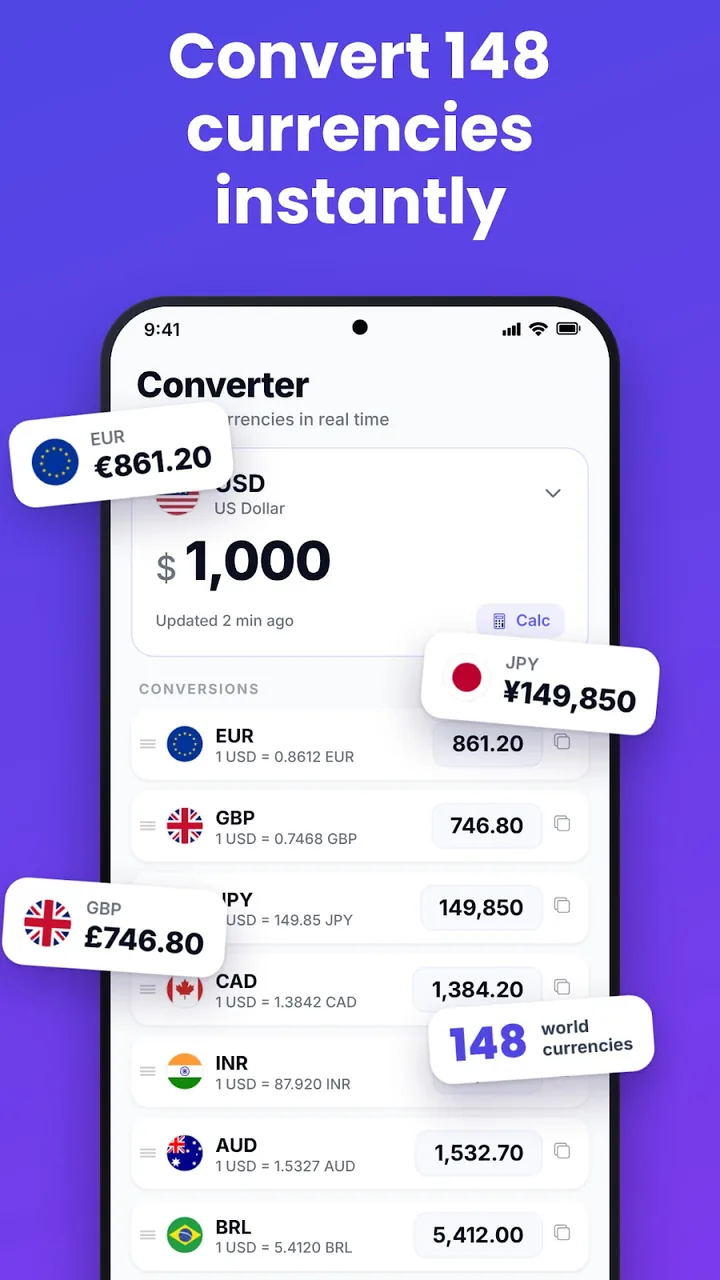 Convert 148
currencies
instantly
9:41
Converter
rrencies in real time
EUR
€861.20
USD
US Dollar
$ 1,000
Updated 2 min ago
Calc
JPY
¥149,850
CONVERSIONS
EUR
1 USD = 0.8612 EUR
861.20
GBP
1 USD = 0.7468 GBP
746.80
GBP
£746.80
JPY
USD = 149.85 JPY
149,850
CAD
1 USD = 1.3842 CAD
1,384.20
148 world
currencies
INR
1 USD = 87.920 INR
AUD
1 USD = 1.5327 AUD
1,532.70
BRL
1 USD = 5.4120 BRL
5,412.00